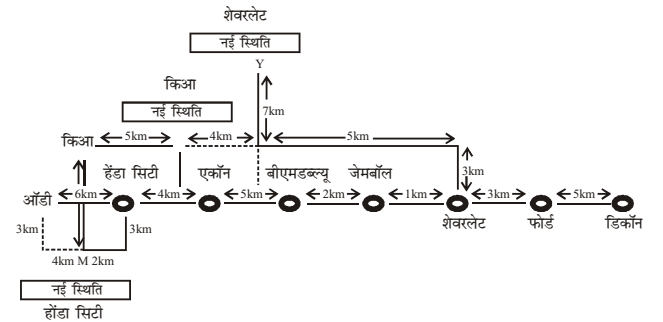 शेवरलेट
नई स्थिति
Y
किआ
7km
नई स्थिति
किआ 5km 4km 5km
हेंडा सिटी एकॉन बीएमडब्ल्यू जेमबॉल 3km
ऑडी 6km 4km 5km 2km 1km 3km 5km
शेवरलेट फोर्ड डिकॉन
3km 3km
4km M 2km
नई स्थिति
होंडा सिटी